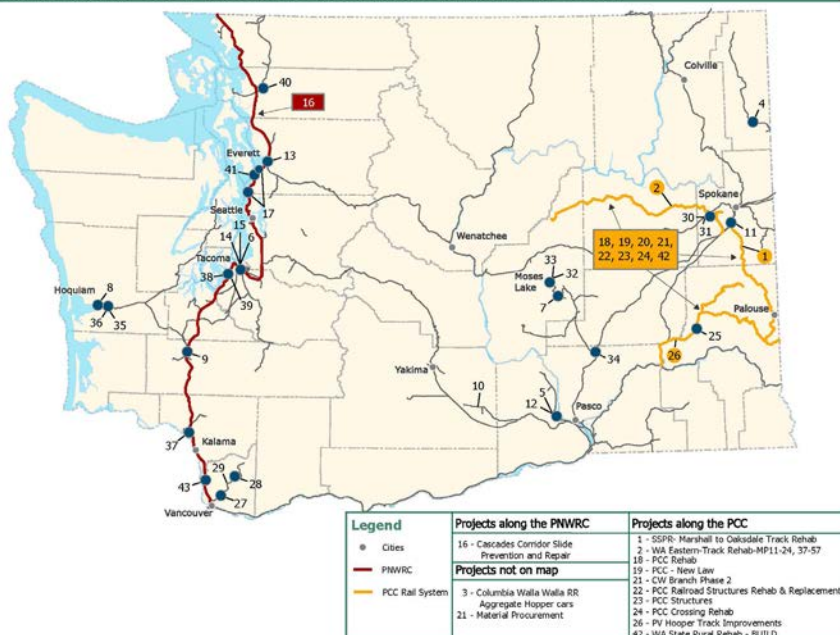 40
16
Colville
4
Everett
13
41
2
Spokane
Seattle
17
30
31
11
15
14
6
Wenatchee
18, 19, 20, 21,
22, 23, 24, 42
1
Tacoma
38
33
32
Moses
Lake
7
Hoquiam
8
39
Palouse
36
35
25
9
34
26
Yakima
10
5
12
Pasco
37
Kalama
29
28
43
27
Vancouver
Legend
Cities
PNWRC
PCC Rail System
Projects along the PNWRC
16 - Cascades Corridor Slide
Prevention and Repair
Projects not on map
3 - Columbia Walla Walla RR
Aggregate Hopper cars
21 - Material Procurement
Projects along the PCC
1 - SSPR- Marshall to Oaksdale Track Rehab
2 - WA Eastern-Track Rehab-MP11-24, 37-57
18 - PCC Rehab
19 - PCC - New Law
21 - CW Branch Phase 2
22 - PCC Railroad Structures Rehab & Replacement
23 - PCC Structures
24 - PCC Crossing Rehab
26 - PV Hooper Track Improvements
42 - WA State Rural Rehab - BUILD